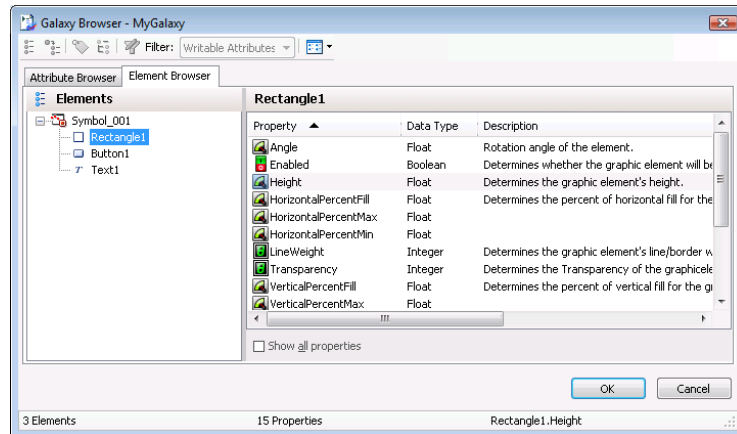 Galaxy Browser - MyGalaxy
Filter: Writable Attributes
Attribute Browser Element Browser
Elements
Symbol_001
Rectangle1
Button1
T Text1
Rectangle1
Property Data Type Description
Angle Float Rotation angle of the element.
Enabled Boolean Determines whether the graphic element will be
Height Float Determines the graphic element's height.
HorizontalPercentFill Float Determines the percent of horizontal fill for the
HorizontalPercentMax Float
HorizontalPercentMin Float
LineWeight Integer Determines the graphic element's line/border w
Transparency Integer Determines the Transparency of the graphicele
VerticalPercentFill Float Determines the percent of vertical fill for the gr
VerticalPercentMax Float
Show all properties
OK Cancel
3 Elements 15 Properties Rectangle1.Height